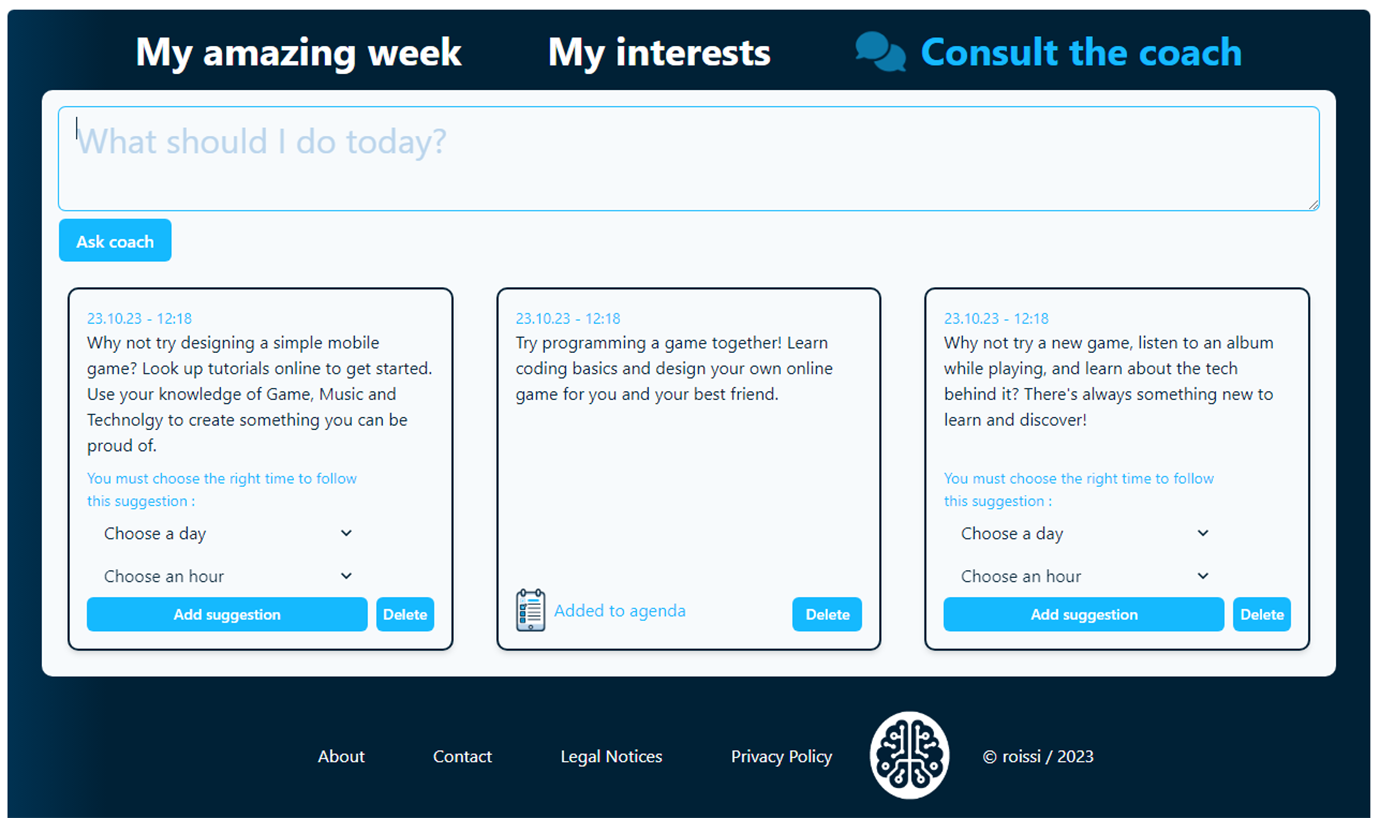 My amazing week
My interests
Consult the coach
What should I do today?
Ask coach
23.10.23 - 12:18
Why not try designing a simple mobile
game? Look up tutorials online to get started.
Use your knowledge of Game, Music and
Technolgy to create something you can be
proud of.
You must choose the right time to follow
this suggestion :
Choose a day
Choose an hour
Add suggestion
Delete
23.10.23 - 12:18
Try programming a game together! Learn
coding basics and design your own online
game for you and your best friend.
Added to agenda
Delete
23.10.23 - 12:18
Why not try a new game, listen to an album
while playing, and learn about the tech
behind it? There's always something new to
learn and discover!
You must choose the right time to follow
this suggestion :
Choose a day
Choose an hour
Add suggestion
Delete
About
Contact
Legal Notices
Privacy Policy
© roissi / 2023